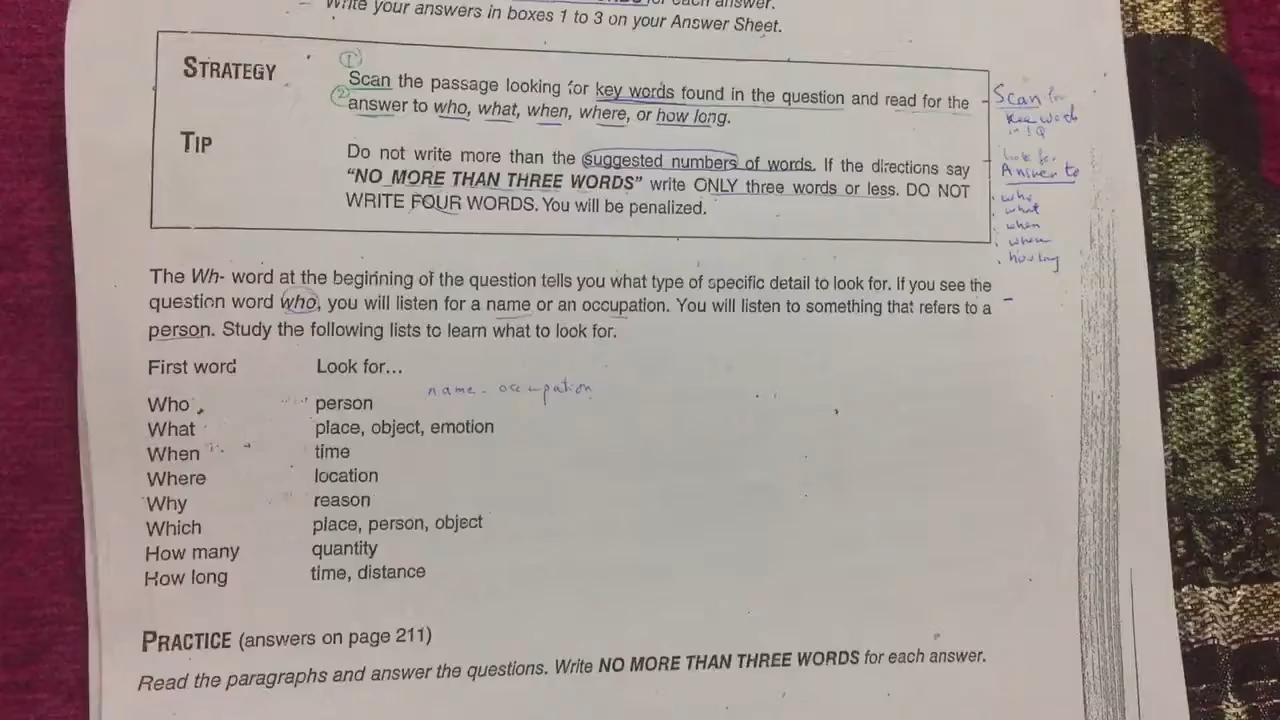 Write your answers in boxes 1 to 3 on your Answer Sheet.
STRATEGY
1
Scan the passage looking for key words found in the question and read for the
2
answer to who, what, when, where, or how long.
TIP
Do not write more than the suggested numbers of words. If the directions say
"NO MORE THAN THREE WORDS" write ONLY three words or less. DO NOT
WRITE FOUR WORDS. You will be penalized.
Scan for
key words
in
look for
Answer to
who
what
when
where
how long
The Wh- word at the beginning of the question tells you what type of specific detail to look for. If you see the
question word who, you will listen for a name or an occupation. You will listen to something that refers to a
person. Study the following lists to learn what to look for.
First word Look for...
name - occupation
Who person
What place, object, emotion
When time
Where location
Why reason
Which place, person, object
How many quantity
How long time, distance
PRACTICE (answers on page 211)
Read the paragraphs and answer the questions. Write NO MORE THAN THREE WORDS for each answer.